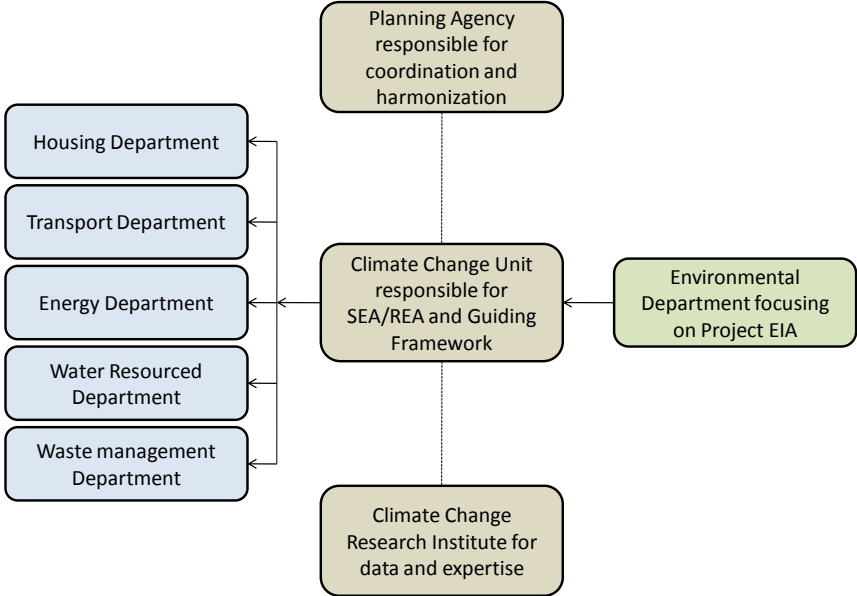 Planning Agency
responsible for
coordination and
harmonization
Housing Department
Transport Department
Energy Department
Water Resourced
Department
Waste management
Department
Climate Change Unit
responsible for
SEA/REA and Guiding
Framework
Environmental
Department focusing
on Project EIA
Climate Change
Research Institute for
data and expertise